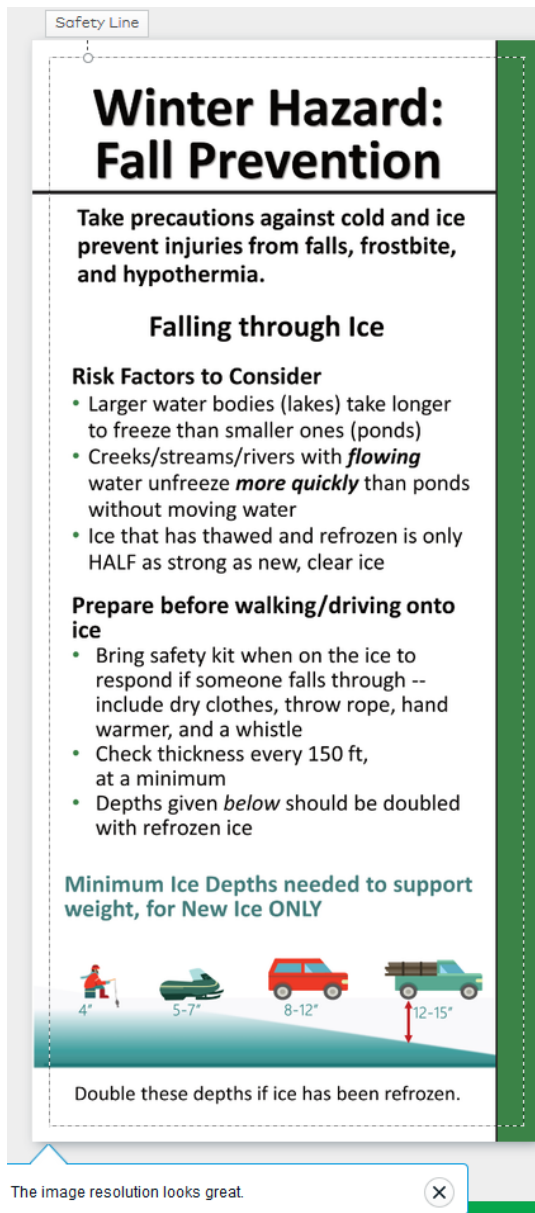 Safety Line
Winter Hazard:
Fall Prevention
Take precautions against cold and ice
prevent injuries from falls, frostbite,
and hypothermia.
Falling through Ice
Risk Factors to Consider
• Larger water bodies (lakes) take longer
to freeze than smaller ones (ponds)
• Creeks/streams/rivers with flowing
water unfreeze more quickly than ponds
without moving water
• Ice that has thawed and refrozen is only
HALF as strong as new, clear ice
Prepare before walking/driving onto
ice
• Bring safety kit when on the ice to
respond if someone falls through --
include dry clothes, throw rope, hand
warmer, and a whistle
• Check thickness every 150 ft,
at a minimum
• Depths given below should be doubled
with refrozen ice
Minimum Ice Depths needed to support
weight, for New Ice ONLY
4" 5-7" 8-12" 12-15"
Double these depths if ice has been refrozen.
The image resolution looks great.